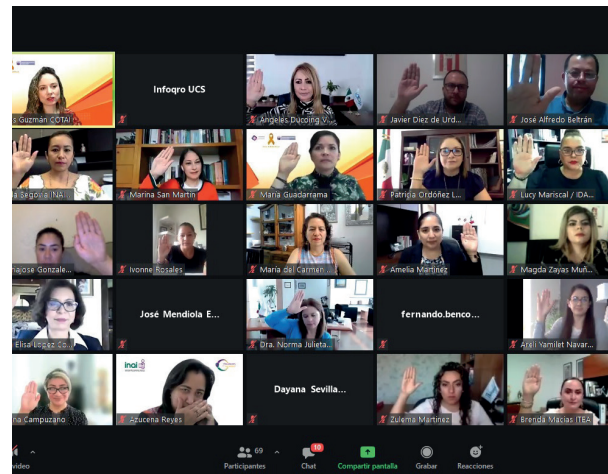 s Guzmán COTAI
Infoqro UCS
Ángeles Ducoing V...
Javier Diez de Urd...
José Alfredo Beltrán
a Segovia INA...
Marina San Martín
María Guadarrama
Patricia Ordóñez L...
Lucy Mariscal / IDA...
najose Gonzale...
Ivonne Rosales
María del Carmen
Amelia Martínez
Magda Zayas Muñ...
Elisa Lopez Co...
José Mendiola E...
Dra. Norma Julieta...
fernando.benco...
Areli Yamilet Navar...
na Campuzano
inai
Azucena Reyes
Dayana Sevilla...
Zulema Martínez
Brenda Macías ITEA
video
Participantes
69
Chat
10
Compartir pantalla
Grabar
Reacciones